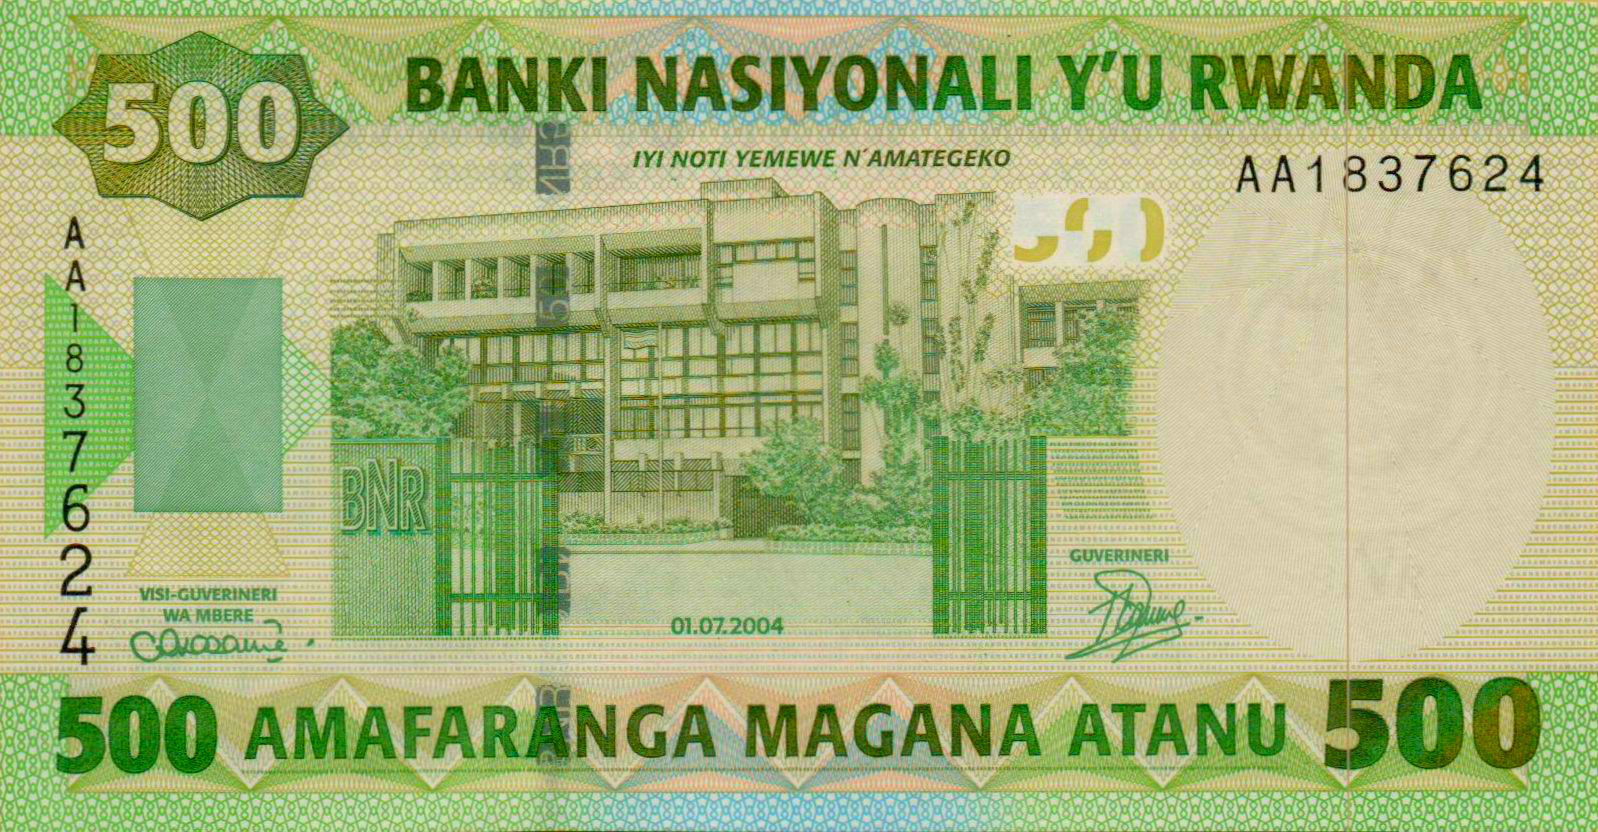 500
BANKI NASIYONALI Y'U RWANDA
IYI NOTI YEMEWE N´AMATEGEKO
AA1837624
500
AA1837624
BNR
VISI-GUVERINERI
WA MBERE
01.07.2004
GUVERINERI
500 AMAFARANGA MAGANA ATANU 500